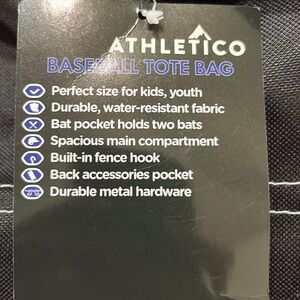 ATHLETICO
BASEBALL TOTE BAG
Perfect size for kids, youth
Durable, water-resistant fabric
Bat pocket holds two bats
Spacious main compartment
Built-in fence hook
Back accessories pocket
Durable metal hardware